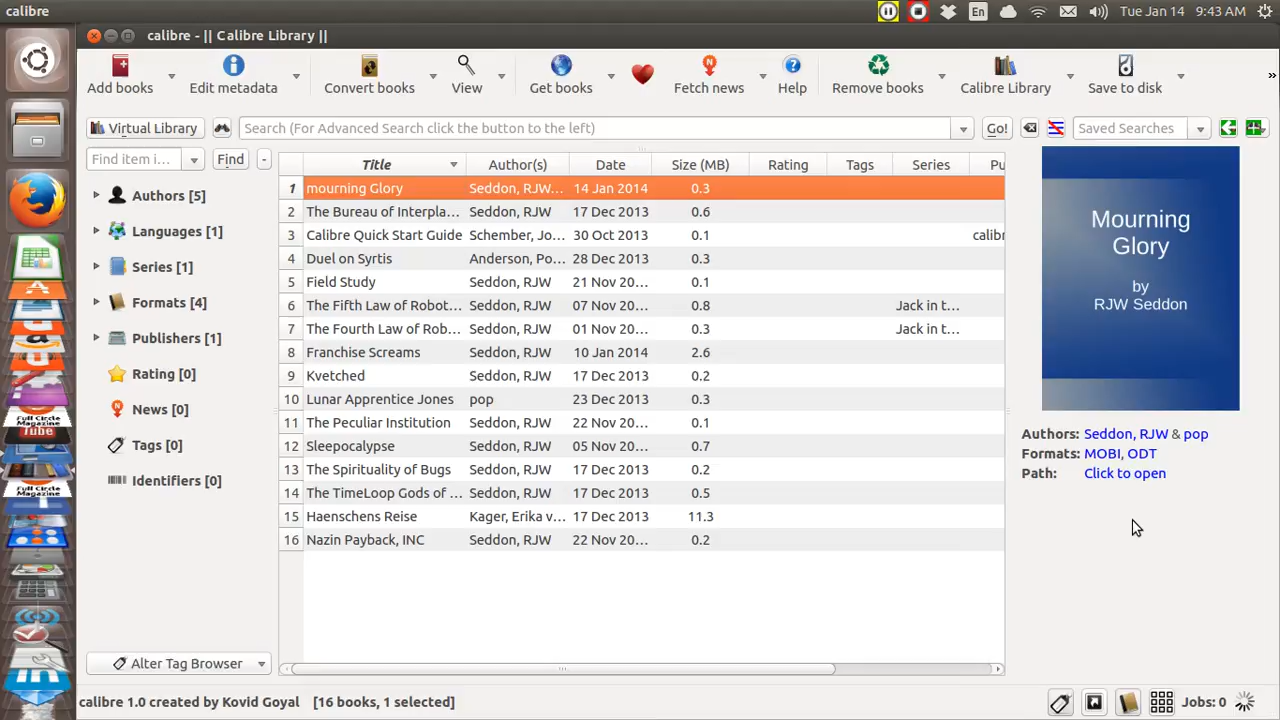 calibre
En
Tue Jan 14
9:43 AM
calibre - || Calibre Library ||
Add books
Edit metadata
Convert books
View
Get books
Fetch news
Help
Remove books
Calibre Library
Save to disk
»
Virtual Library
Search (For Advanced Search click the button to the left)
Go!
Saved Searches
Find item i...
Find
-
Authors [5]
Languages [1]
Series [1]
Formats [4]
Publishers [1]
Rating [0]
News [0]
Tags [0]
Identifiers [0]
Alter Tag Browser
Title Author(s) Date Size (MB) Rating Tags Series Pu
1 mourning Glory Seddon, RJW... 14 Jan 2014 0.3
2 The Bureau of Interpla... Seddon, RJW 17 Dec 2013 0.6
3 Calibre Quick Start Guide Schember, Jo... 30 Oct 2013 0.1 calibr
4 Duel on Syrtis Anderson, Po... 28 Dec 2013 0.3
5 Field Study Seddon, RJW 21 Nov 20... 0.1
6 The Fifth Law of Robot... Seddon, RJW 07 Nov 20... 0.8 Jack in t...
7 The Fourth Law of Rob... Seddon, RJW 01 Nov 20... 0.3 Jack in t...
8 Franchise Screams Seddon, RJW 10 Jan 2014 2.6
9 Kvetched Seddon, RJW 17 Dec 2013 0.2
10 Lunar Apprentice Jones pop 23 Dec 2013 0.3
11 The Peculiar Institution Seddon, RJW 22 Nov 20... 0.1
12 Sleepocalypse Seddon, RJW 05 Nov 20... 0.7
13 The Spirituality of Bugs Seddon, RJW 17 Dec 2013 0.2
14 The TimeLoop Gods of ... Seddon, RJW 17 Dec 2013 0.5
15 Haenschens Reise Kager, Erika v... 17 Dec 2013 11.3
16 Nazin Payback, INC Seddon, RJW 22 Nov 20... 0.2
Mourning
Glory
by
RJW Seddon
Authors: Seddon, RJW & pop
Formats: MOBI, ODT
Path: Click to open
Full Circle
Magazine
Tube
Full Circle
Magazine
calibre 1.0 created by Kovid Goyal [16 books, 1 selected]
Jobs: 0